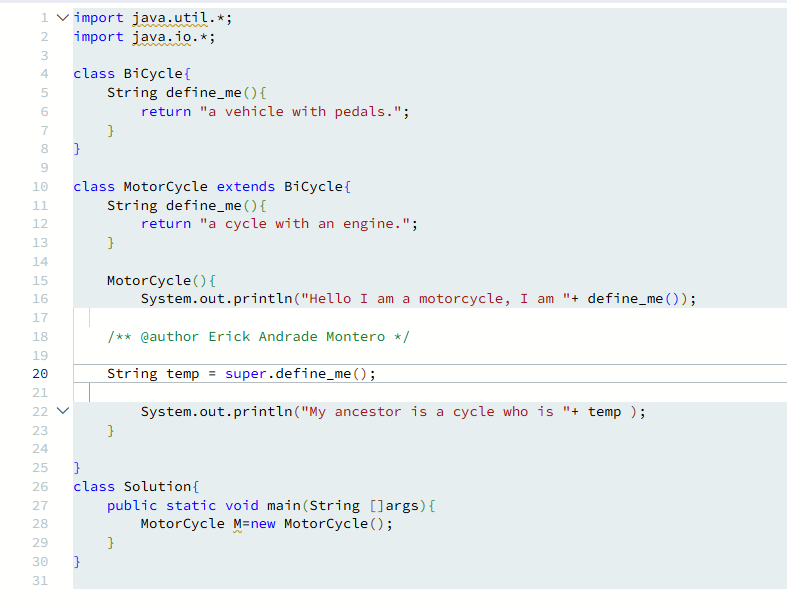 1 import java.util.*;
2 import java.io.*;
3
4 class BiCycle{
5     String define_me(){
6         return "a vehicle with pedals.";
7     }
8 }
9
10 class MotorCycle extends BiCycle{
11     String define_me(){
12         return "a cycle with an engine.";
13     }
14
15     MotorCycle(){
16         System.out.println("Hello I am a motorcycle, I am "+ define_me());
17
18     /** @author Erick Andrade Montero */
19
20     String temp = super.define_me();
21
22         System.out.println("My ancestor is a cycle who is "+ temp );
23     }
24
25 }
26 class Solution{
27     public static void main(String []args){
28         MotorCycle M=new MotorCycle();
29     }
30 }
31